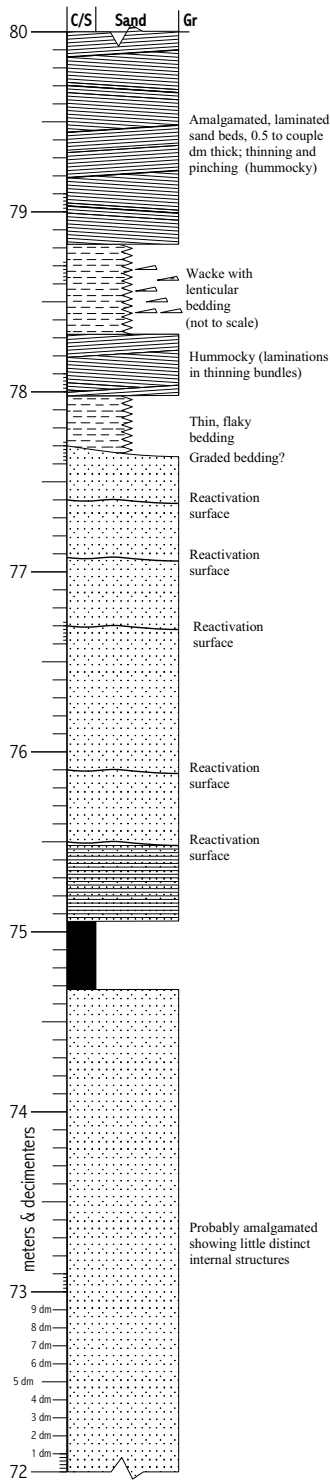 C/S Sand Gr
80
Amalgamated, laminated
sand beds, 0.5 to couple
dm thick; thinning and
pinching (hummocky)
79
Wacke with
lenticular
bedding
(not to scale)
Hummocky (laminations
in thinning bundles)
78
Thin, flaky
bedding
Graded bedding?
Reactivation
surface
Reactivation
surface
77
Reactivation
surface
76
Reactivation
surface
Reactivation
surface
75
74
meters & decimenters
Probably amalgamated
showing little distinct
internal structures
73
9 dm
8 dm
7 dm
6 dm
5 dm
4 dm
3 dm
2 dm
1 dm
72